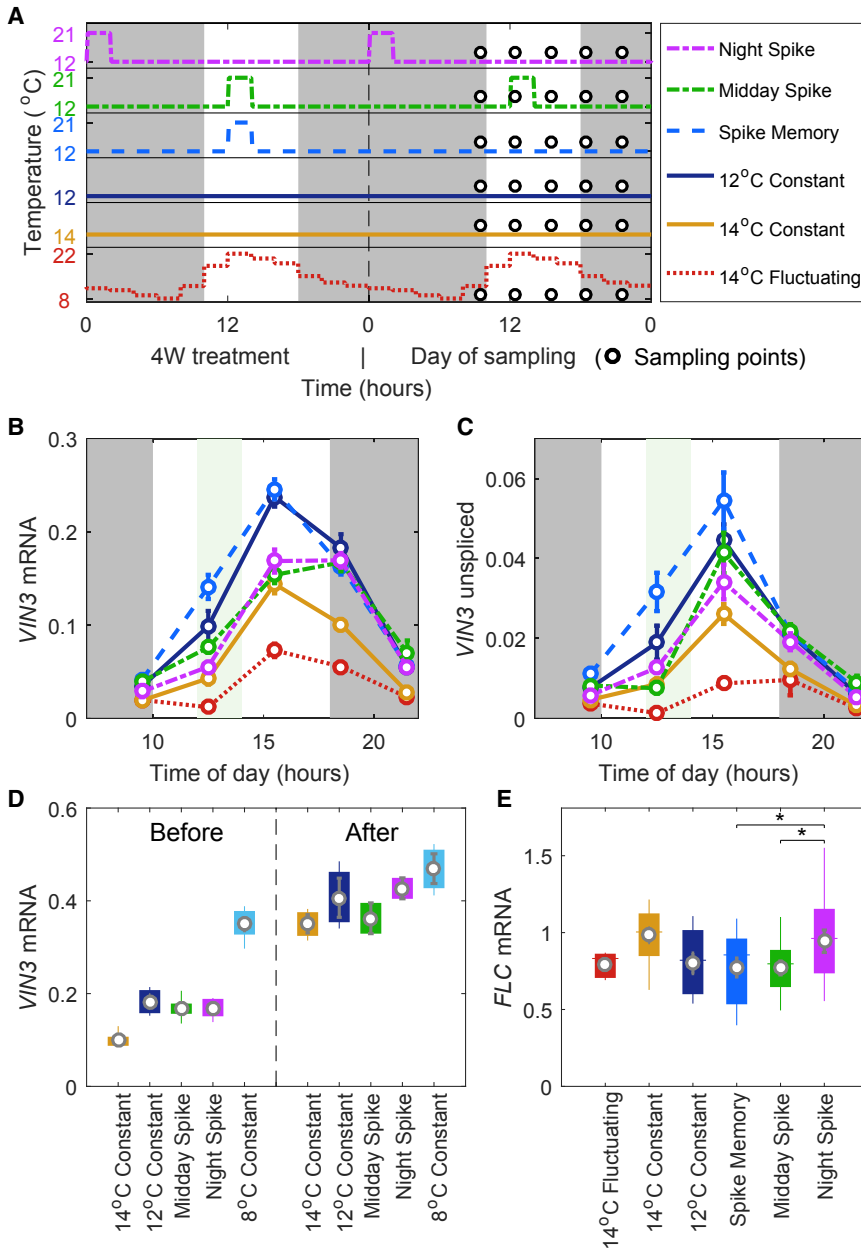 A
Temperature (°C)
21
12
21
12
21
12
12
14
22
8
0 12 0 12 0
4W treatment | Day of sampling (o Sampling points)
Time (hours)
Night Spike
Midday Spike
Spike Memory
12°C Constant
14°C Constant
14°C Fluctuating
B
VIN3 mRNA
0.3
0.2
0.1
0
10 15 20
Time of day (hours)
C
VIN3 unspliced
0.06
0.04
0.02
0
10 15 20
Time of day (hours)
D
VIN3 mRNA
0.6
0.4
0.2
0
Before After
14°C Constant
12°C Constant
Midday Spike
Night Spike
8°C Constant
14°C Constant
12°C Constant
Midday Spike
Night Spike
8°C Constant
E
FLC mRNA
1.5
1
0.5
0
*
*
14°C Fluctuating
14°C Constant
12°C Constant
Spike Memory
Midday Spike
Night Spike